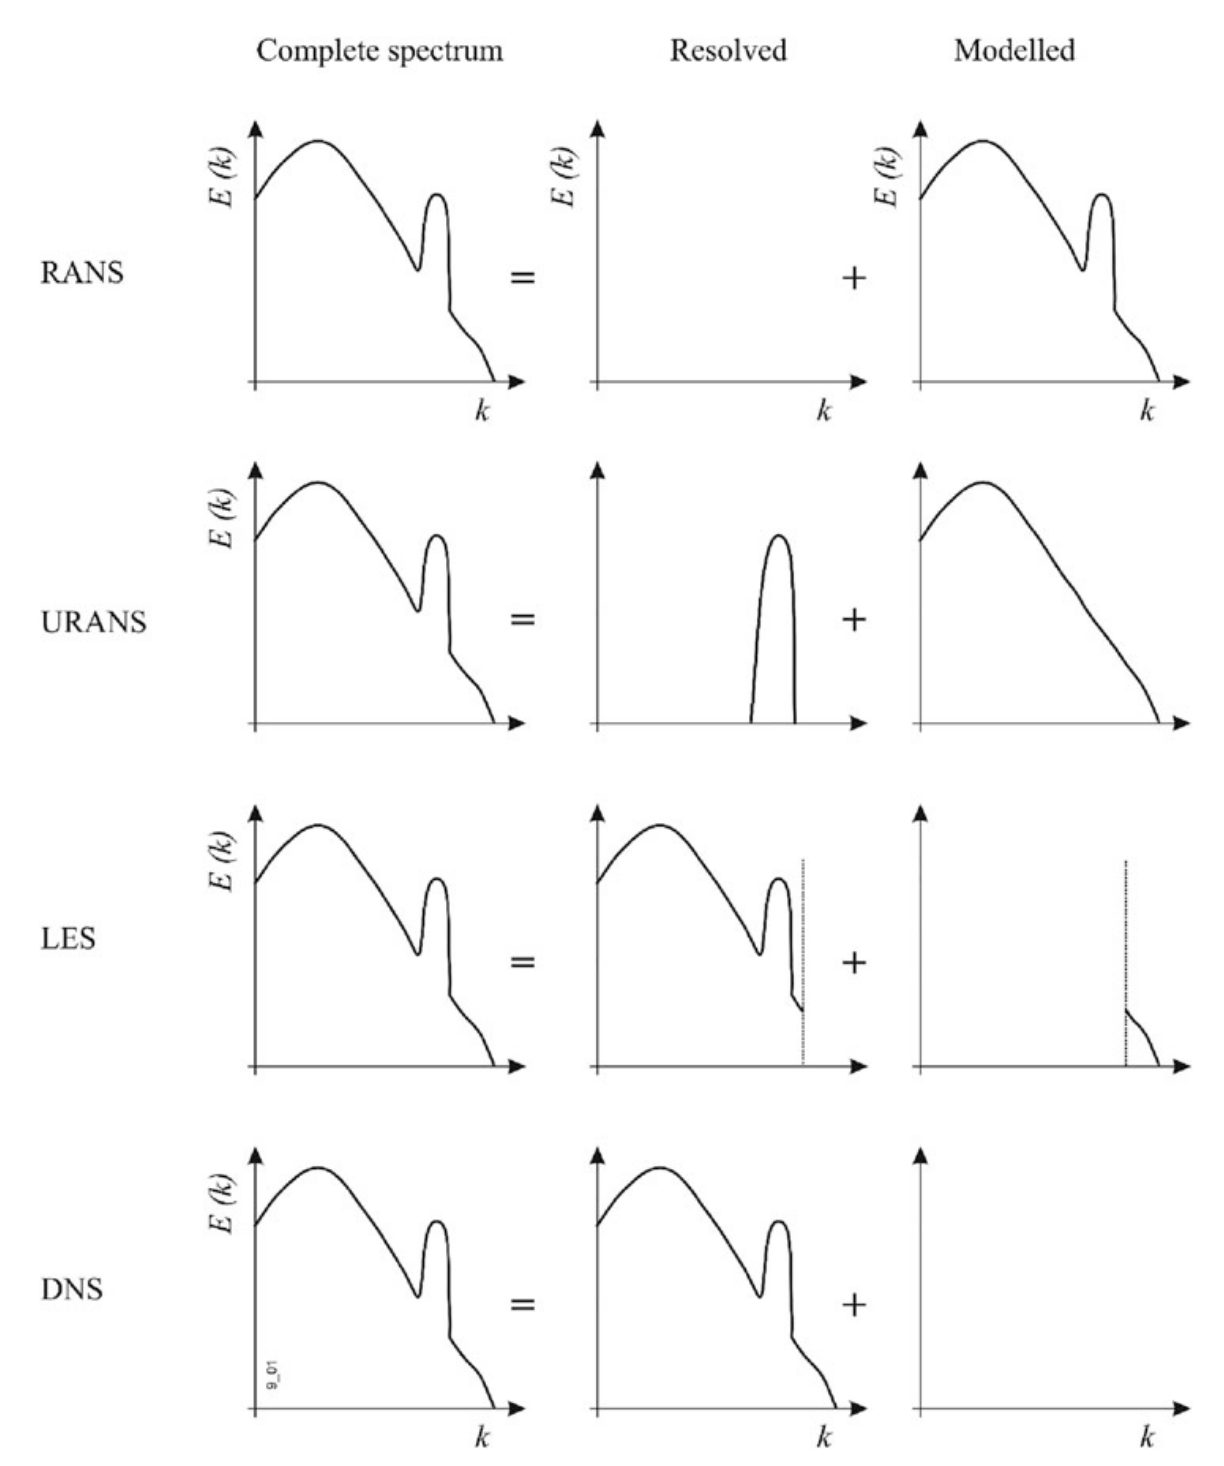 Complete spectrum Resolved Modelled
E (k) E (k) E (k)
RANS = +
k k k
E (k)
URANS = +
E (k)
LES = +
E (k)
DNS = +
9_01
k k k